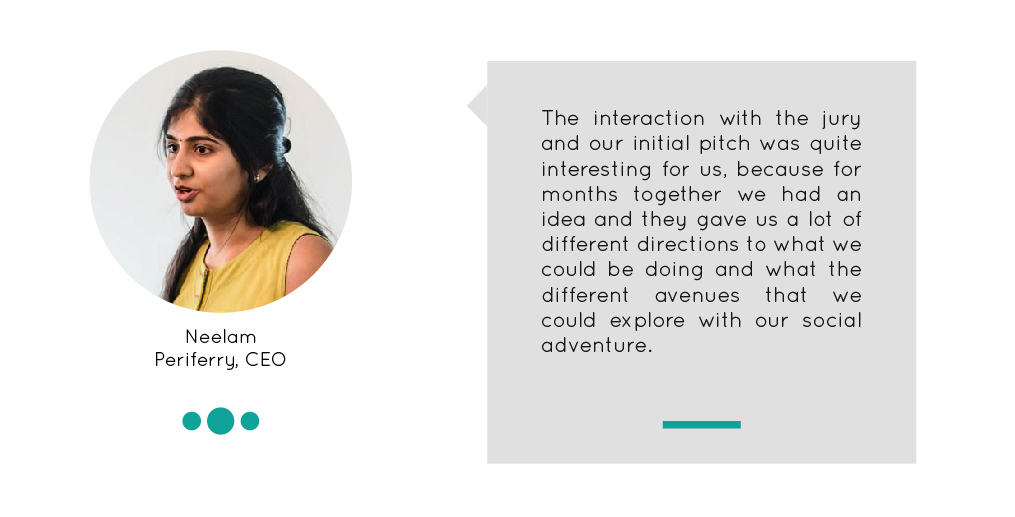 Neelam
Periferry, CEO
The interaction with the jury
and our initial pitch was quite
interesting for us, because for
months together we had an
idea and they gave us a lot of
different directions to what we
could be doing and what the
different avenues that we
could explore with our social
adventure.